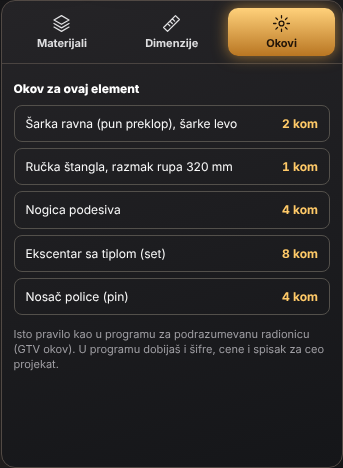 Materijali
Dimenzije
Okovi
Okov za ovaj element
Šarka ravna (pun preklop), šarke levo 2 kom
Ručka štangla, razmak rupa 320 mm 1 kom
Nogica podesiva 4 kom
Ekscentar sa tiplom (set) 8 kom
Nosač police (pin) 4 kom
Isto pravilo kao u programu za podrazumevanu radionicu
(GTV okov). U programu dobijaš i šifre, cene i spisak za ceo
projekat.